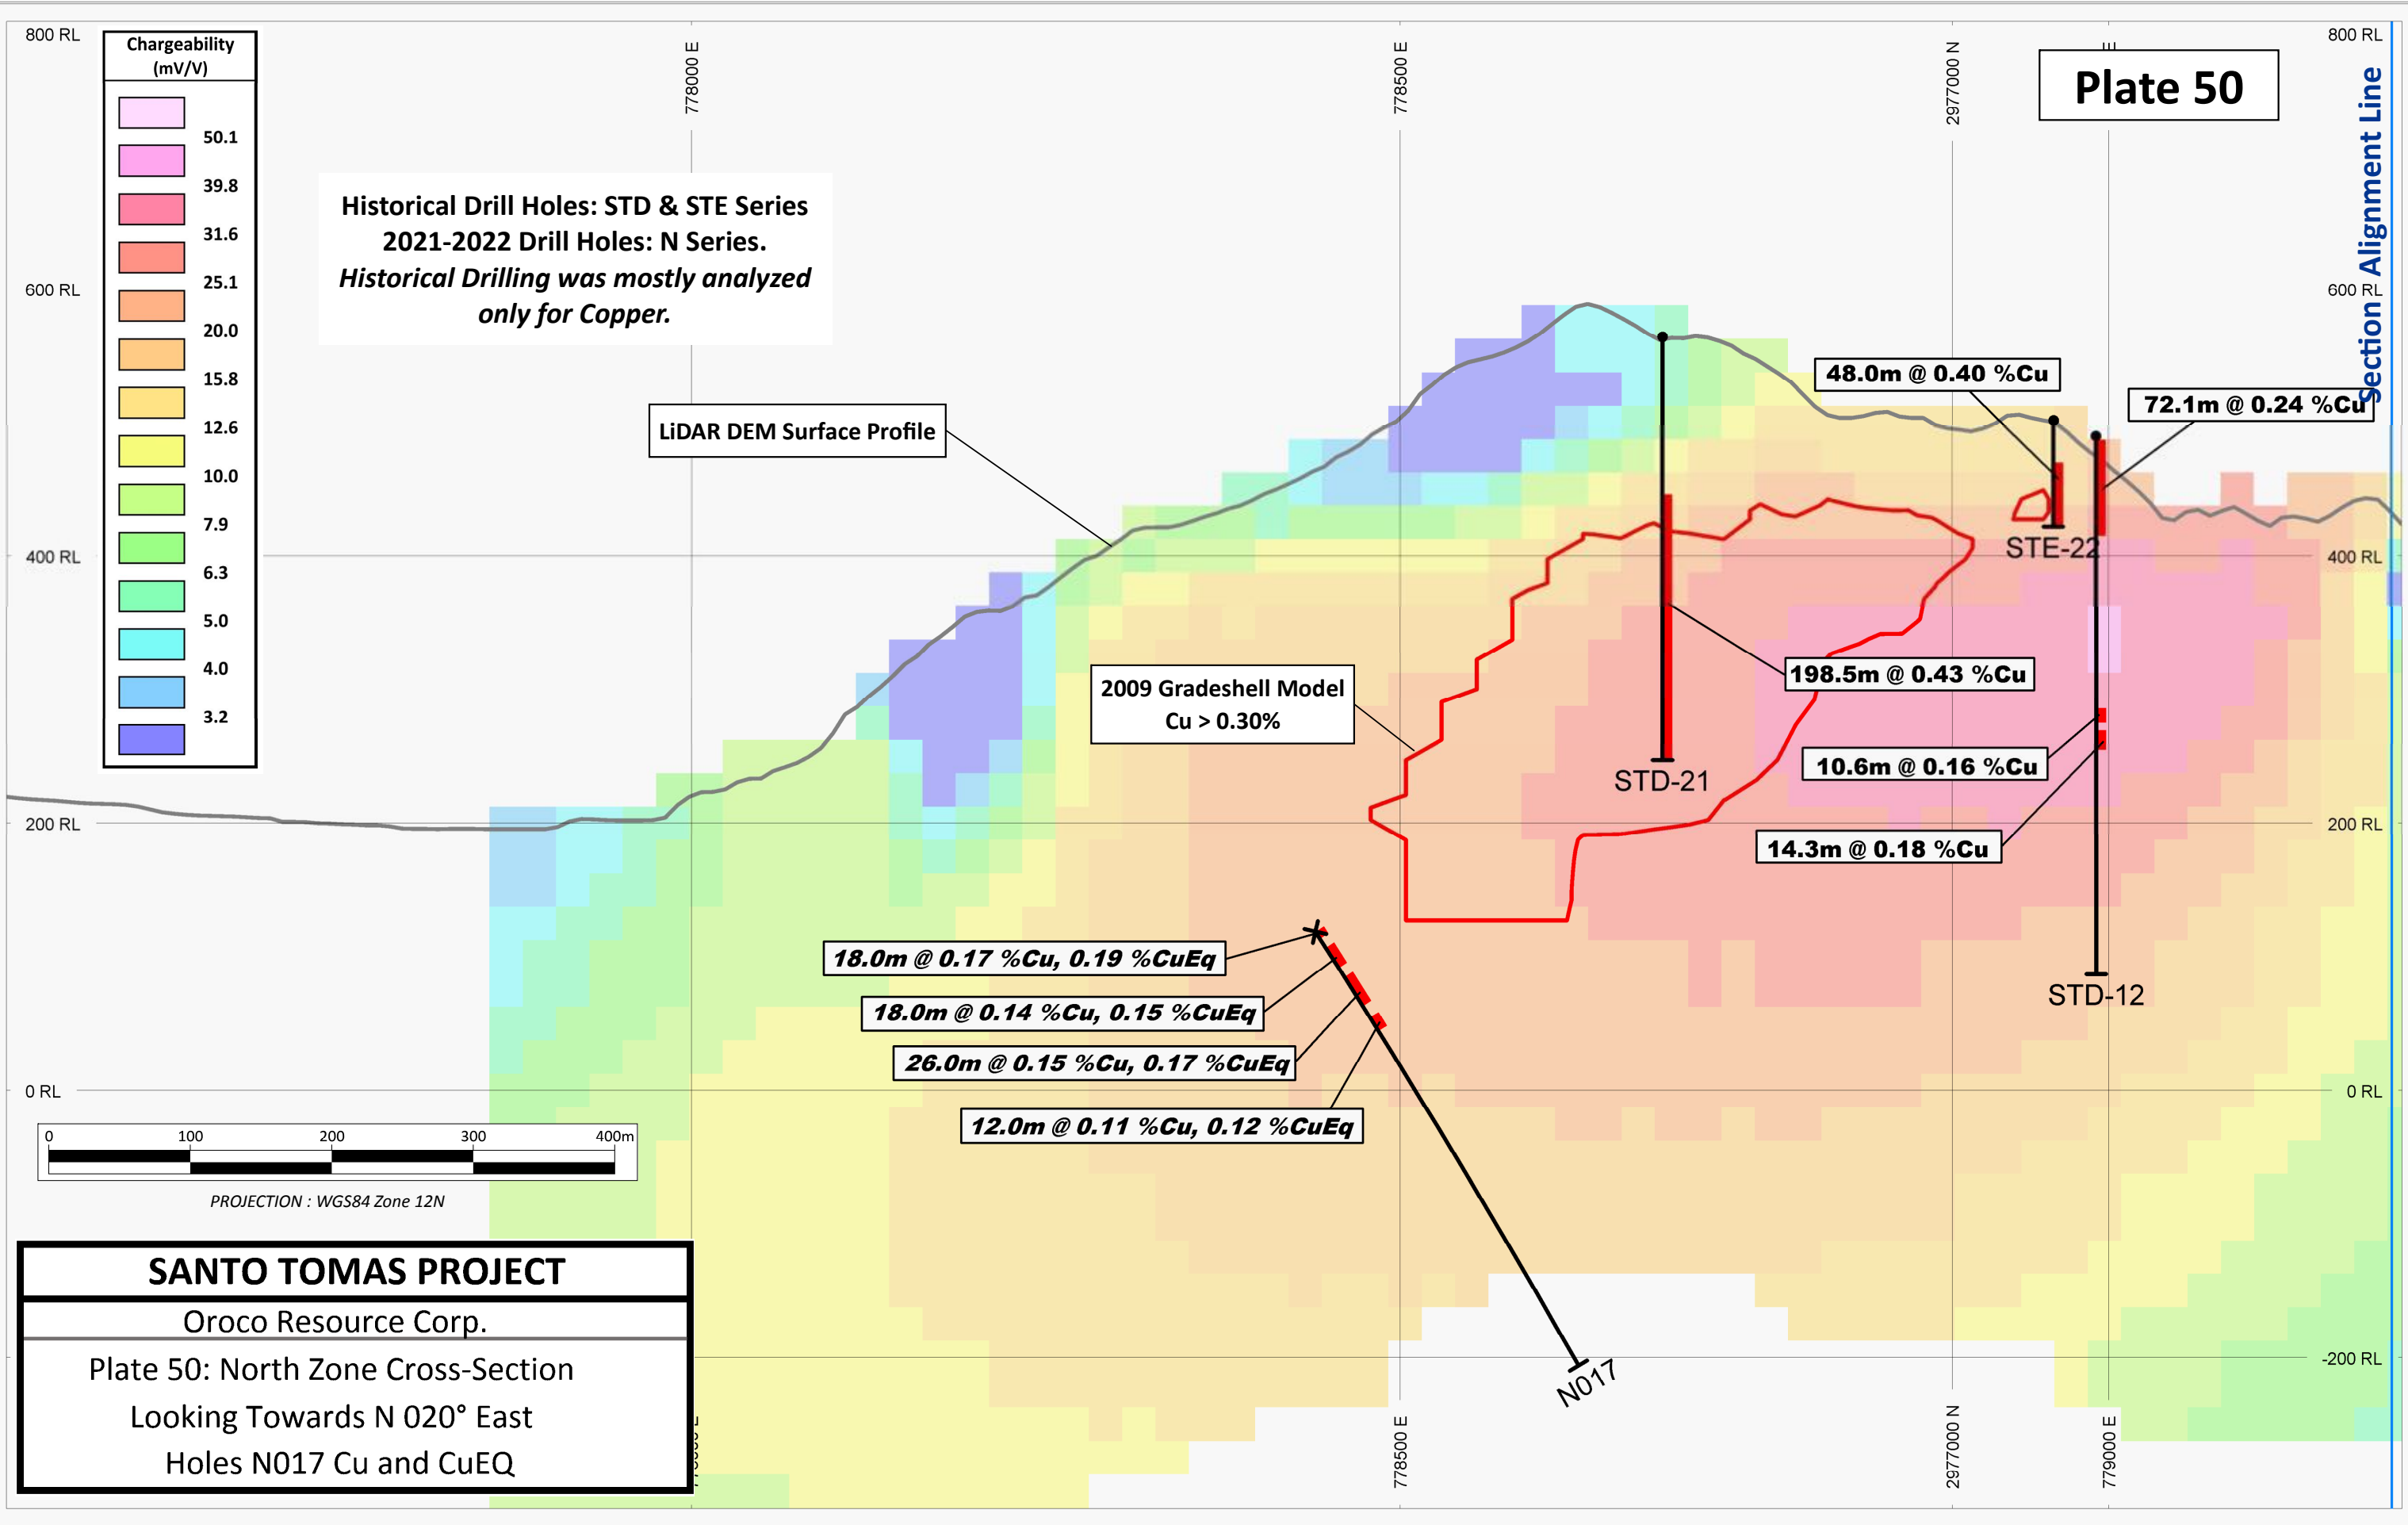 800 RL
600 RL
400 RL
200 RL
0 RL
Chargeability
(mV/V)
50.1
39.8
31.6
25.1
20.0
15.8
12.6
10.0
7.9
6.3
5.0
4.0
3.2
Historical Drill Holes: STD & STE Series
2021-2022 Drill Holes: N Series.
Historical Drilling was mostly analyzed
only for Copper.
778000 E
778500 E
2977000 N
E
Plate 50
800 RL
600 RL
400 RL
200 RL
0 RL
-200 RL
Section Alignment Line
LiDAR DEM Surface Profile
48.0m @ 0.40 %Cu
72.1m @ 0.24 %Cu
STE-22
2009 Gradeshell Model
Cu > 0.30%
198.5m @ 0.43 %Cu
STD-21
10.6m @ 0.16 %Cu
14.3m @ 0.18 %Cu
STD-12
18.0m @ 0.17 %Cu, 0.19 %CuEq
18.0m @ 0.14 %Cu, 0.15 %CuEq
26.0m @ 0.15 %Cu, 0.17 %CuEq
12.0m @ 0.11 %Cu, 0.12 %CuEq
N017
0 100 200 300 400m
PROJECTION : WGS84 Zone 12N
SANTO TOMAS PROJECT
Oroco Resource Corp.
Plate 50: North Zone Cross-Section
Looking Towards N 020° East
Holes N017 Cu and CuEQ
778500 E
2977000 N
779000 E